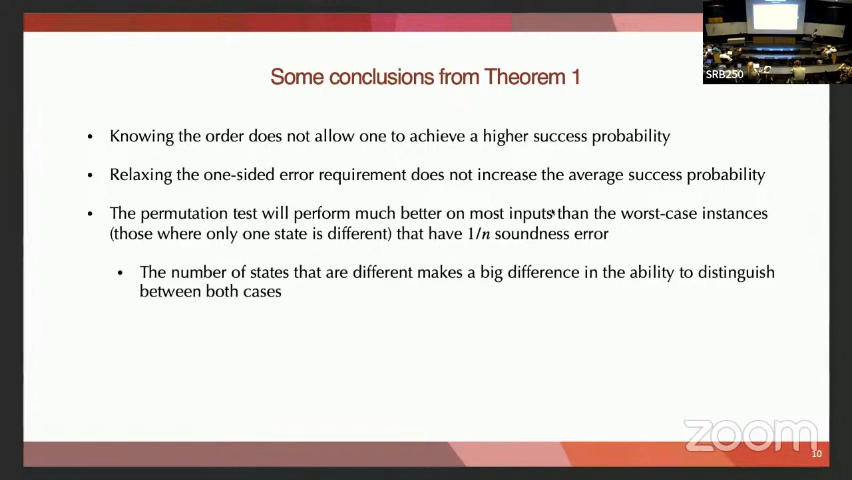 SRB250
Some conclusions from Theorem 1
• Knowing the order does not allow one to achieve a higher success probability
• Relaxing the one-sided error requirement does not increase the average success probability
• The permutation test will perform much better on most inputs than the worst-case instances
(those where only one state is different) that have 1/n soundness error
• The number of states that are different makes a big difference in the ability to distinguish
between both cases
zoom
10